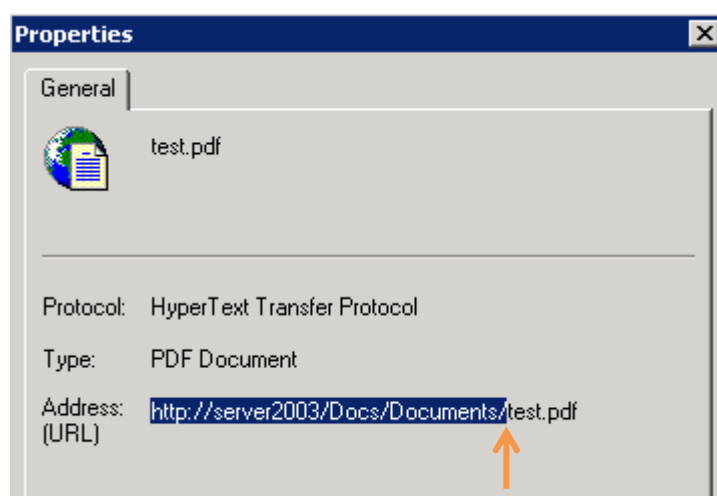 Properties
General
test.pdf
Protocol: HyperText Transfer Protocol
Type: PDF Document
Address: http://server2003/Docs/Documents/test.pdf
(URL)